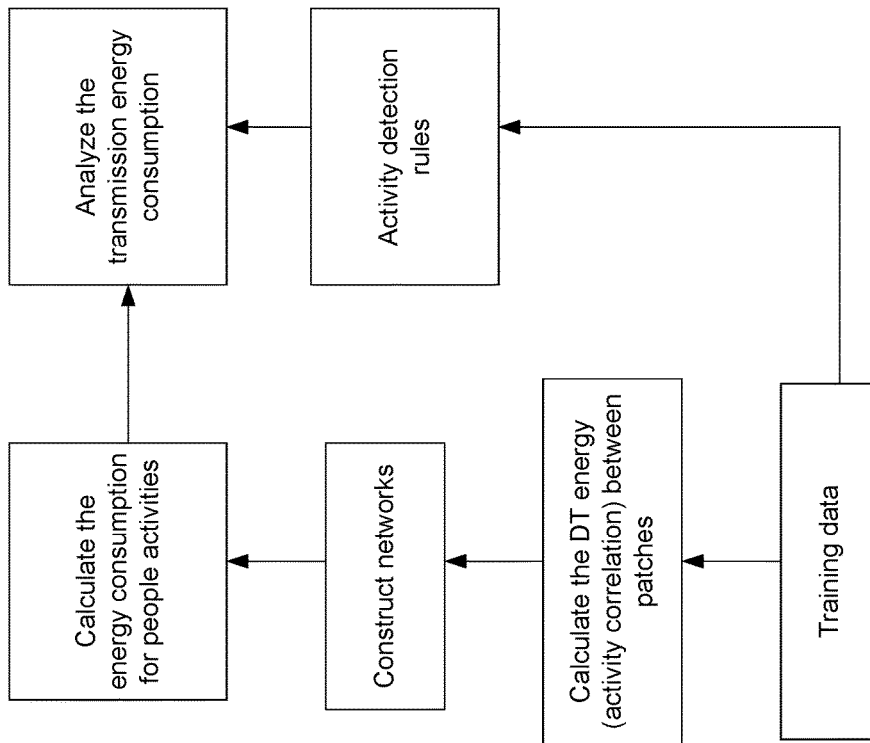 Training data
Calculate the DT energy
(activity correlation) between
patches
Construct networks
Calculate the
energy consumption
for people activities
Activity detection
rules
Analyze the
transmission energy
consumption